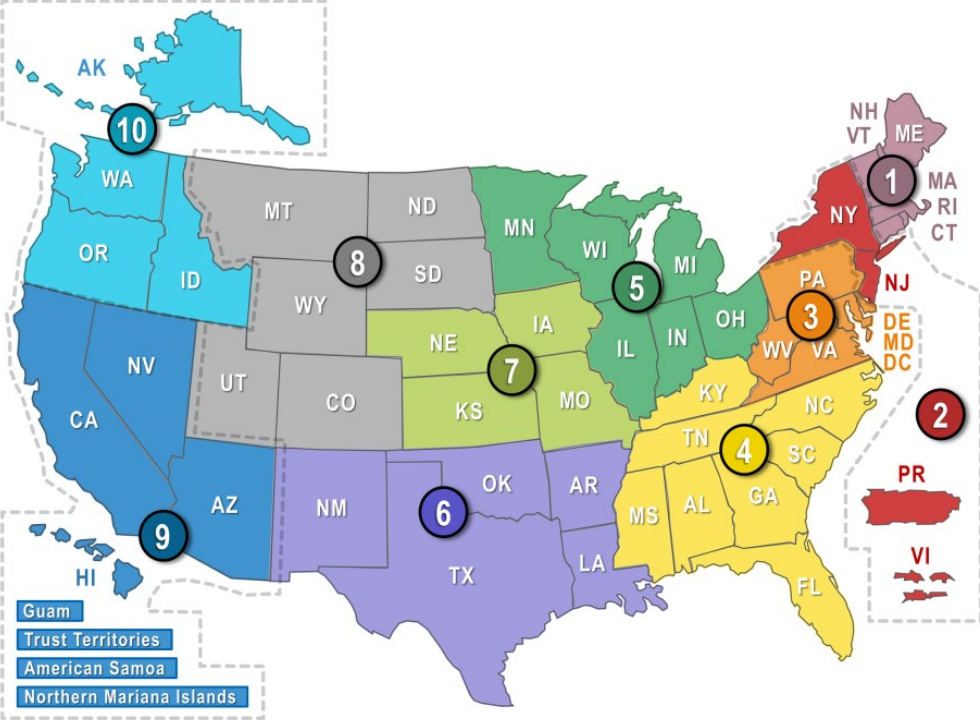 AK
10
NH
VT
ME
1
WA
MT
ND
MN
MA
RI
CT
NY
OR
ID
8
SD
WI
MI
5
PA
NJ
WY
3
NE
IA
IL
IN
OH
WV
VA
DE
MD
DC
NV
UT
CO
7
KS
MO
KY
NC
CA
TN
4
SC
2
AZ
NM
OK
AR
MS
AL
GA
PR
6
9
TX
LA
FL
VI
HI
Guam
Trust Territories
American Samoa
Northern Mariana Islands